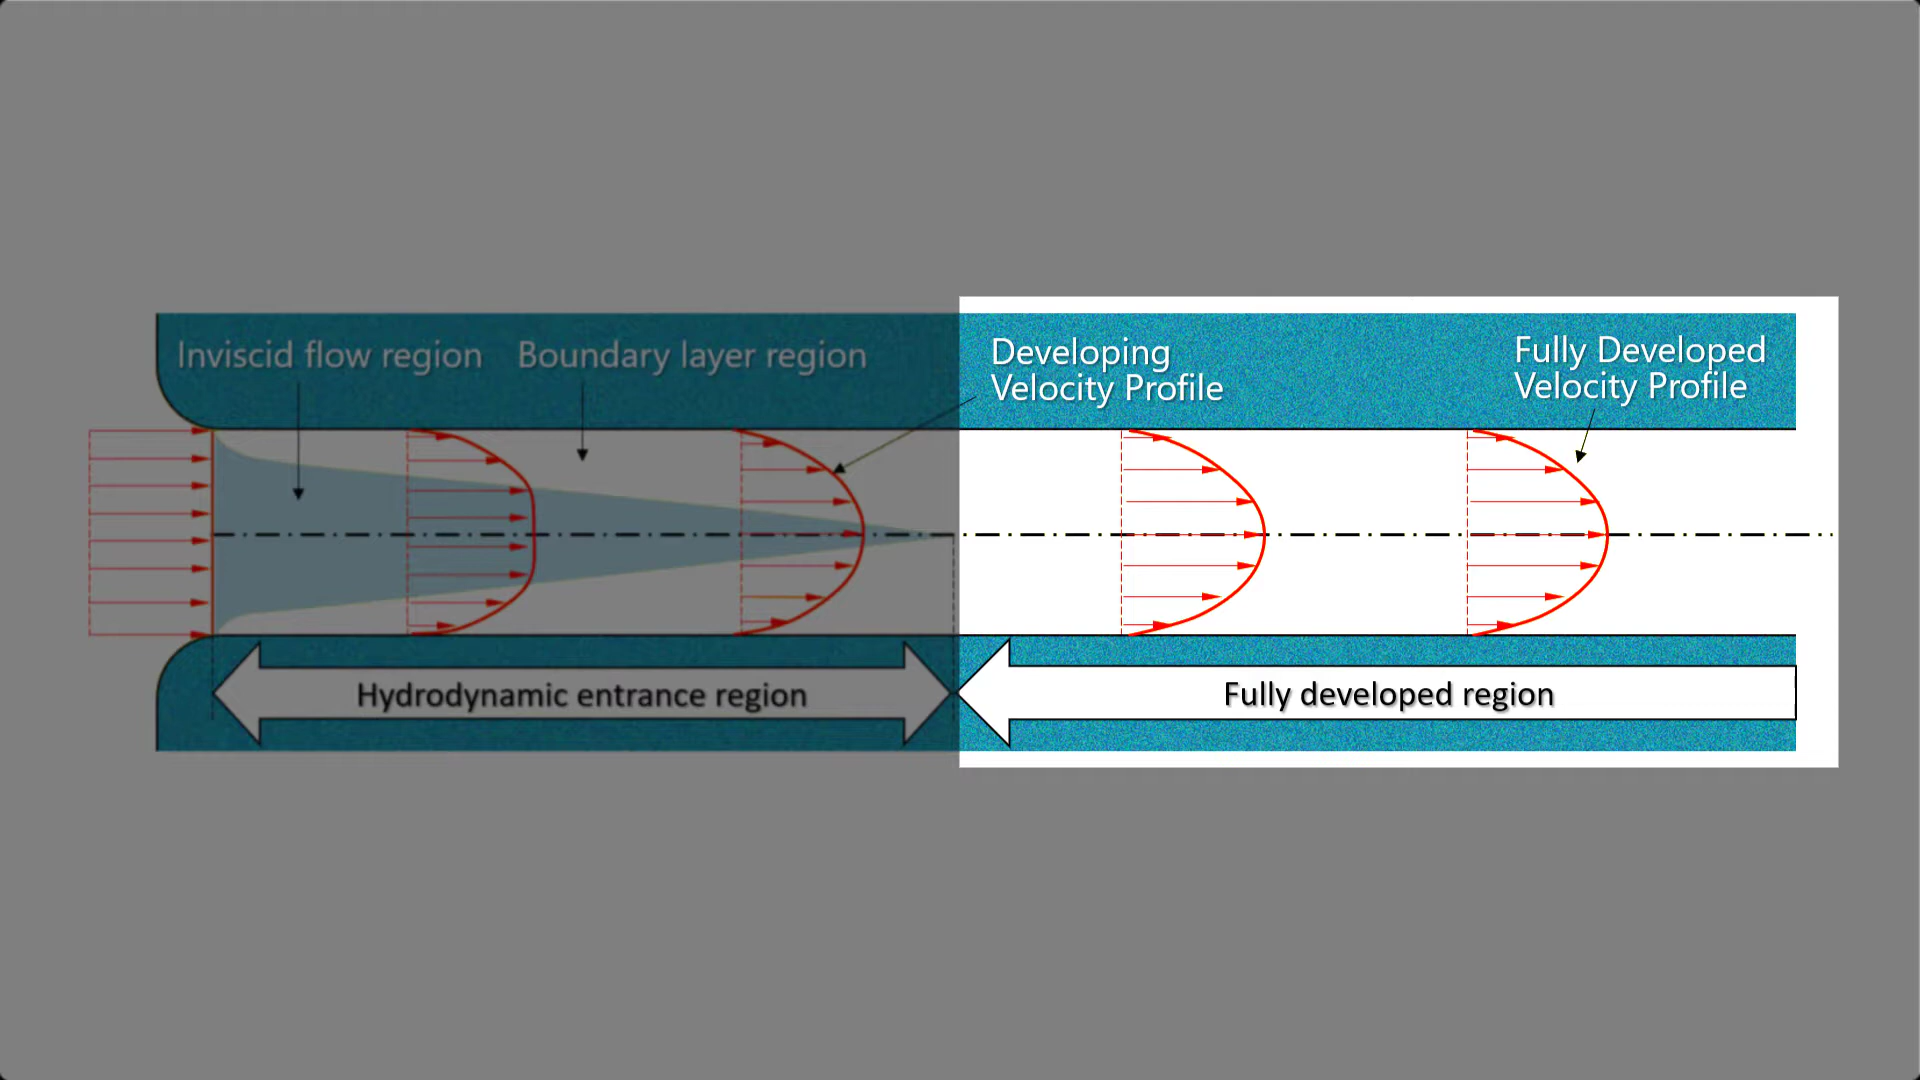 Inviscid flow region
Boundary layer region
Developing
Velocity Profile
Fully Developed
Velocity Profile
Hydrodynamic entrance region
Fully developed region